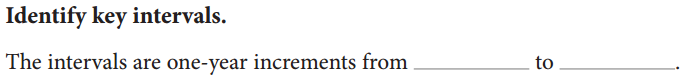 Identify key intervals.
The intervals are one-year increments from ____________ to ____________.